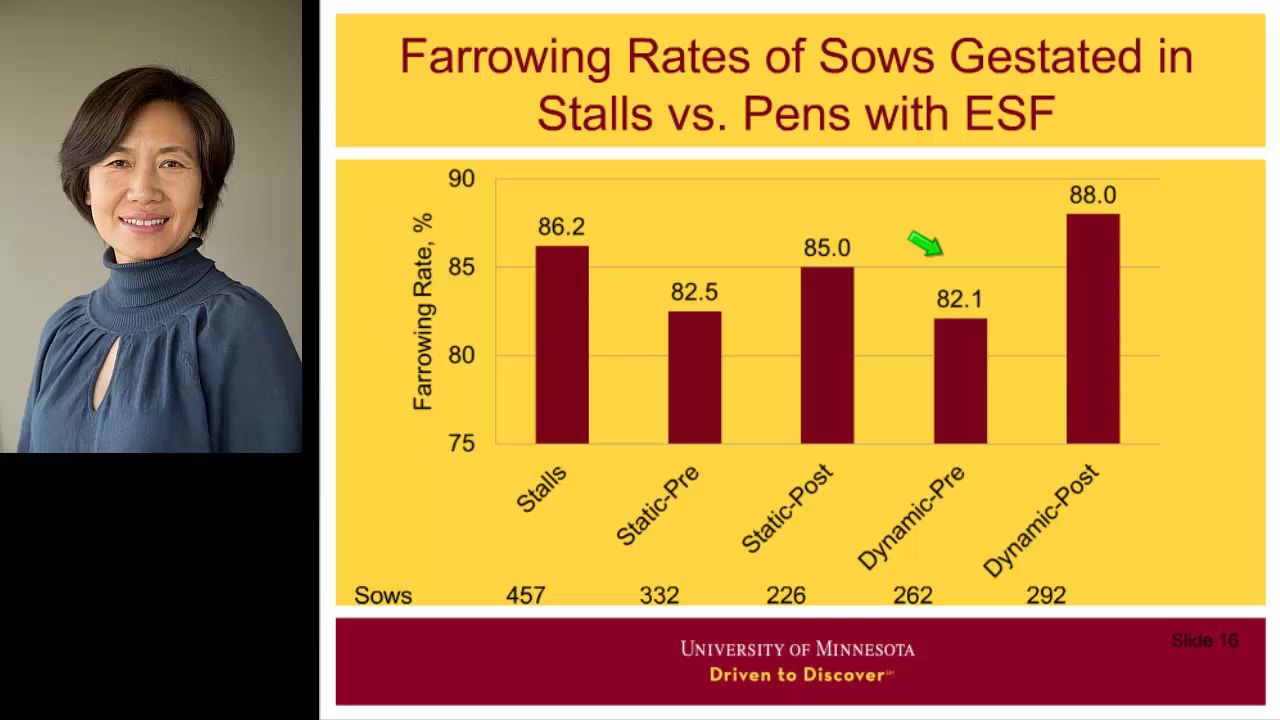 Farrowing Rates of Sows Gestated in
Stalls vs. Pens with ESF
90
85
80
75
Farrowing Rate, %
86.2
82.5
85.0
82.1
88.0
Stalls
Static-Pre
Static-Post
Dynamic-Pre
Dynamic-Post
Sows 457 332 226 262 292
UNIVERSITY OF MINNESOTA
Driven to Discover℠
Slide 16